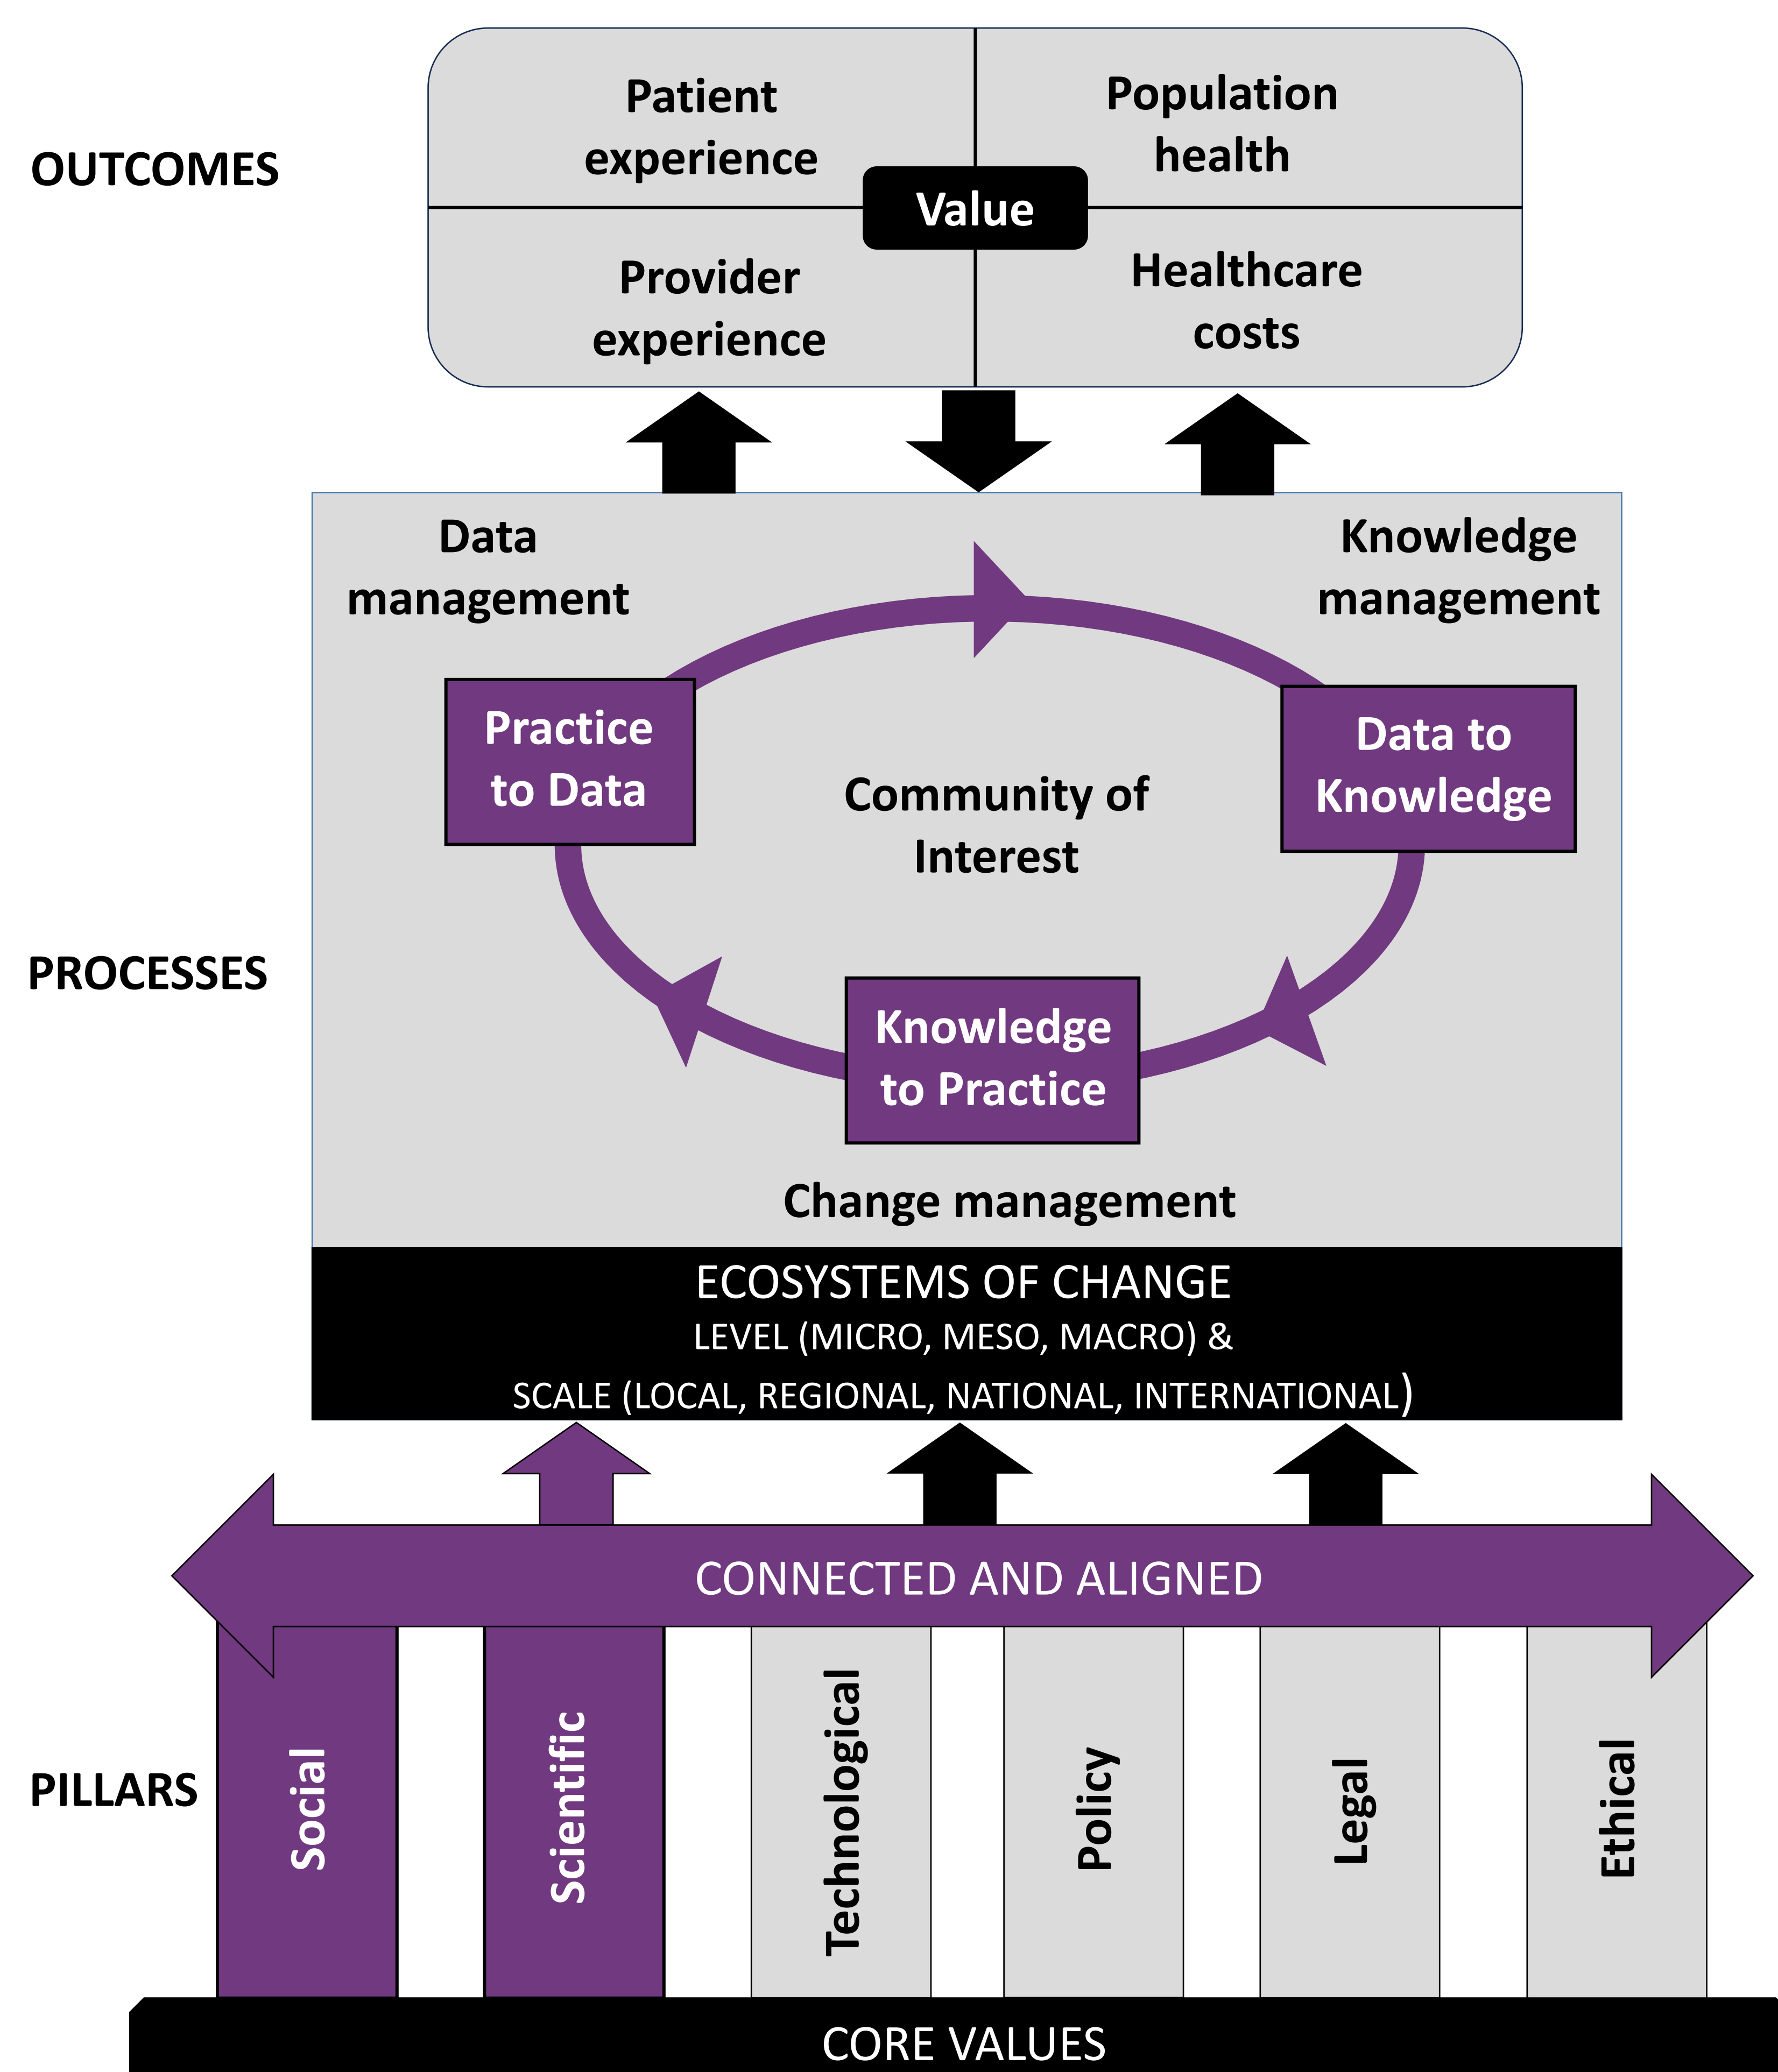 OUTCOMES
Patient
experience
Population
health
Value
Provider
experience
Healthcare
costs
PROCESSES
Data
management
Knowledge
management
Practice
to Data
Data to
Knowledge
Community of
Interest
Knowledge
to Practice
Change management
ECOSYSTEMS OF CHANGE
LEVEL (MICRO, MESO, MACRO) &
SCALE (LOCAL, REGIONAL, NATIONAL, INTERNATIONAL)
CONNECTED AND ALIGNED
PILLARS
Social
Scientific
Technological
Policy
Legal
Ethical
CORE VALUES